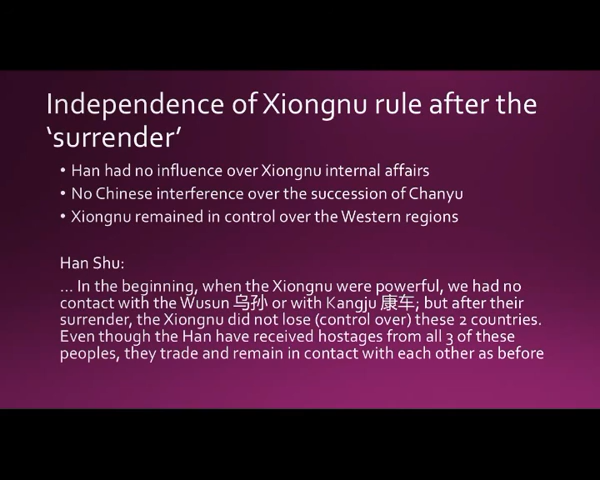 Independence of Xiongnu rule after the
‘surrender’
• Han had no influence over Xiongnu internal affairs
• No Chinese interference over the succession of Chanyu
• Xiongnu remained in control over the Western regions
Han Shu:
... In the beginning, when the Xiongnu were powerful, we had no
contact with the Wusun 乌孙 or with Kangju 康车; but after their
surrender, the Xiongnu did not lose (control over) these 2 countries.
Even though the Han have received hostages from all 3 of these
peoples, they trade and remain in contact with each other as before